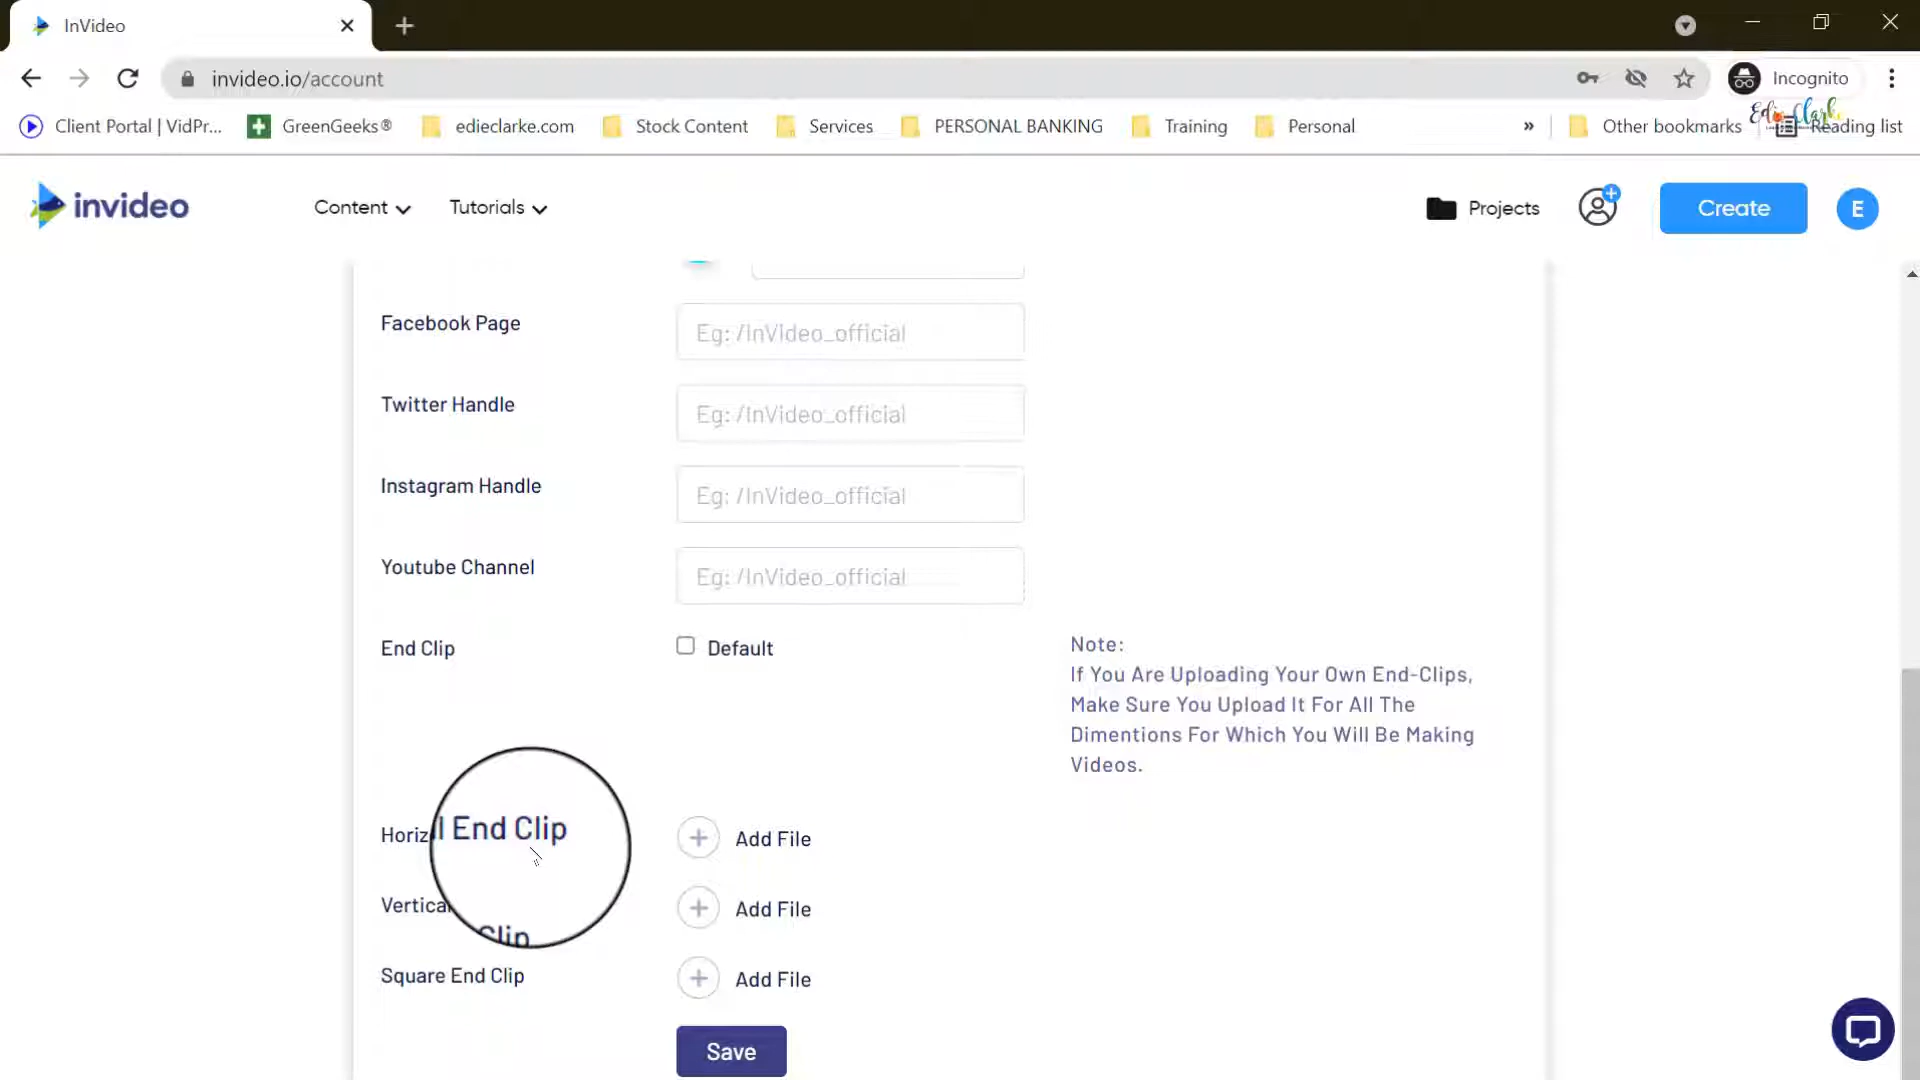 InVideo
invideo.io/account
Incognito
Client Portal | VidPr...
GreenGeeks®
edieclarke.com
Stock Content
Services
PERSONAL BANKING
Training
Personal
»
Other bookmarks
Reading list
invideo
Content
Tutorials
Projects
Create
E
Facebook Page
Eg: /InVideo_official
Twitter Handle
Eg: /InVideo_official
Instagram Handle
Eg: /InVideo_official
Youtube Channel
Eg: /InVideo_official
End Clip
Default
Note:
If You Are Uploading Your Own End-Clips,
Make Sure You Upload It For All The
Dimentions For Which You Will Be Making
Videos.
End Clip
Add File
Vertical
Clip
Add File
Square End Clip
Add File
Save